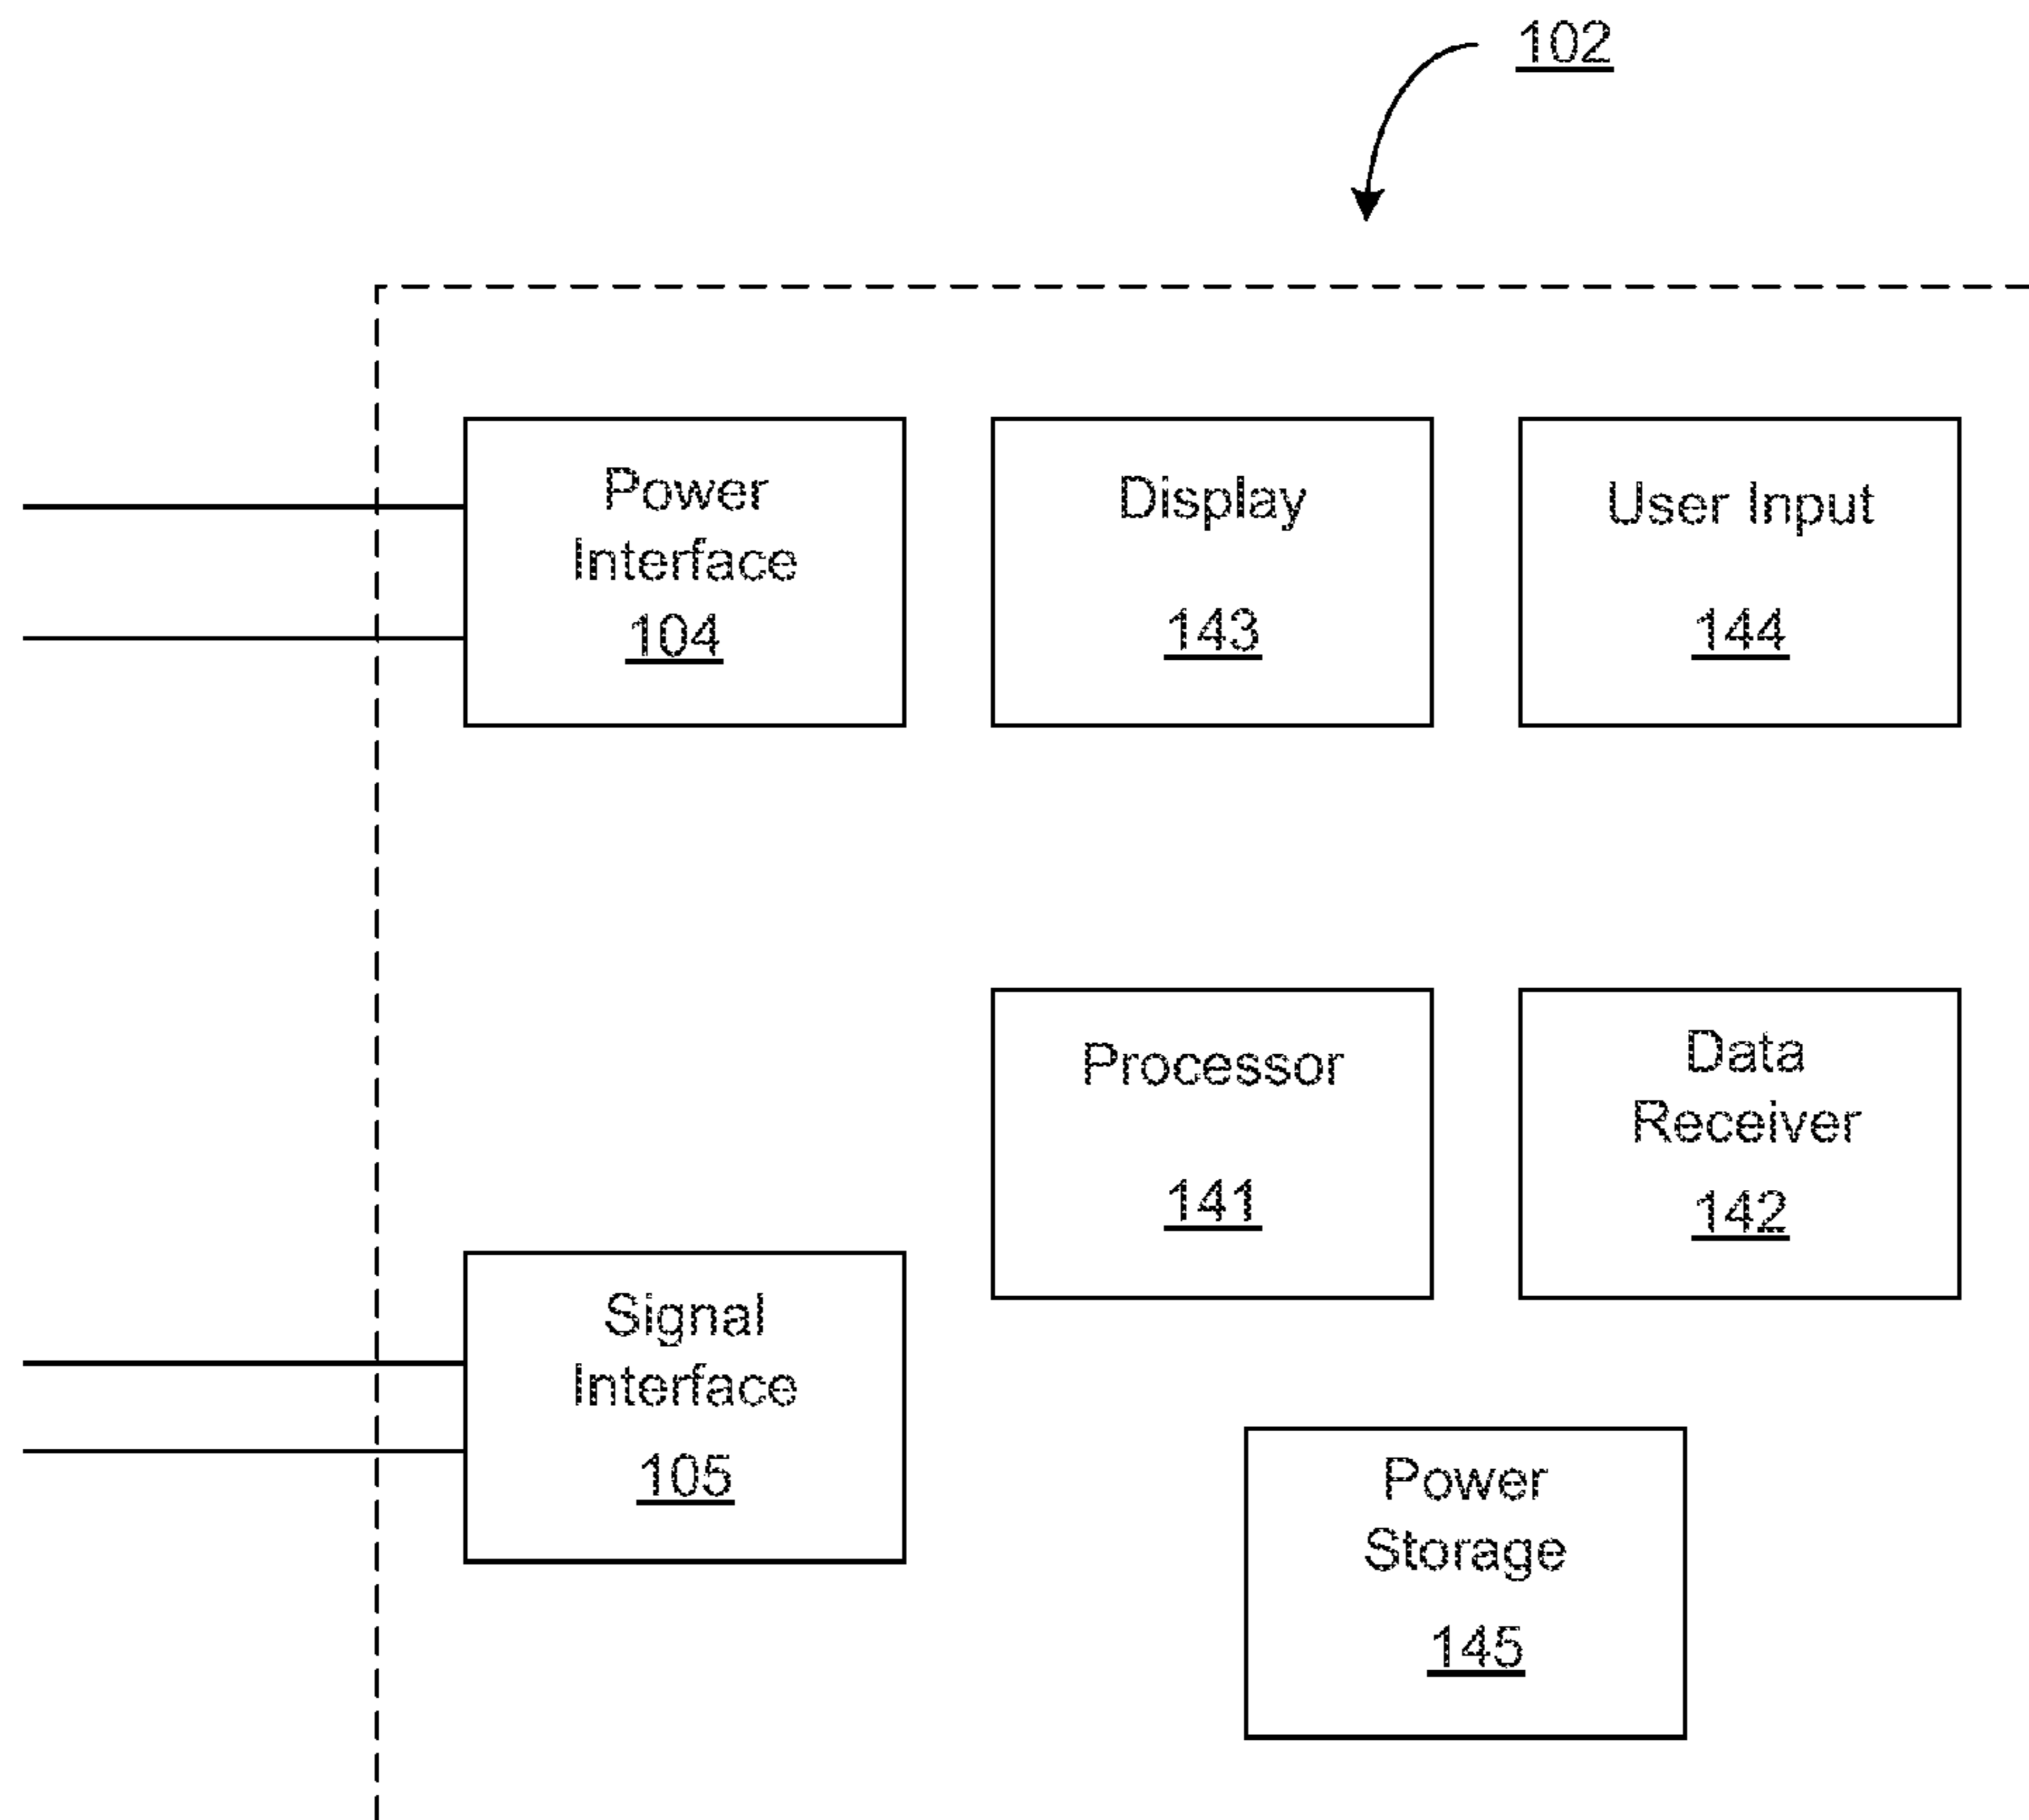 102
Power
Interface
104
Display
143
User Input
144
Processor
141
Data
Receiver
142
Signal
Interface
105
Power
Storage
145